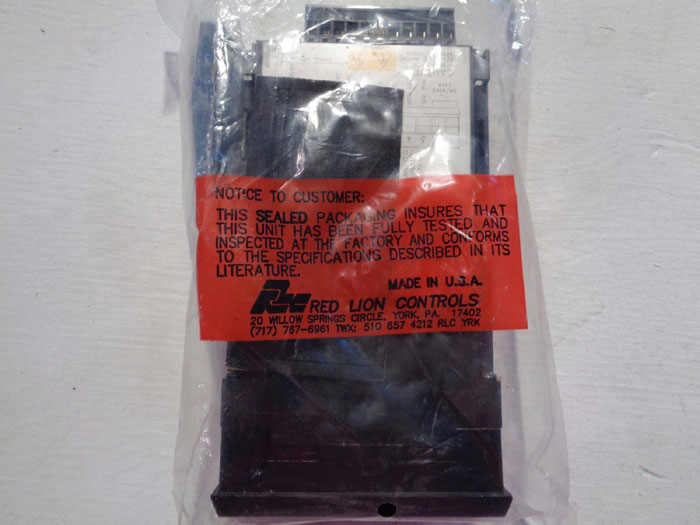 NOTICE TO CUSTOMER:
THIS SEALED PACKAGING INSURES THAT
THIS UNIT HAS BEEN FULLY TESTED AND
INSPECTED AT THE FACTORY AND CONFORMS
TO THE SPECIFICATIONS DESCRIBED IN ITS
LITERATURE.
MADE IN U.S.A.
RED LION CONTROLS
20 WILLOW SPRINGS CIRCLE, YORK, PA. 17402
(717) 767-6961 TWX: 510 657 4212 RLC YRK